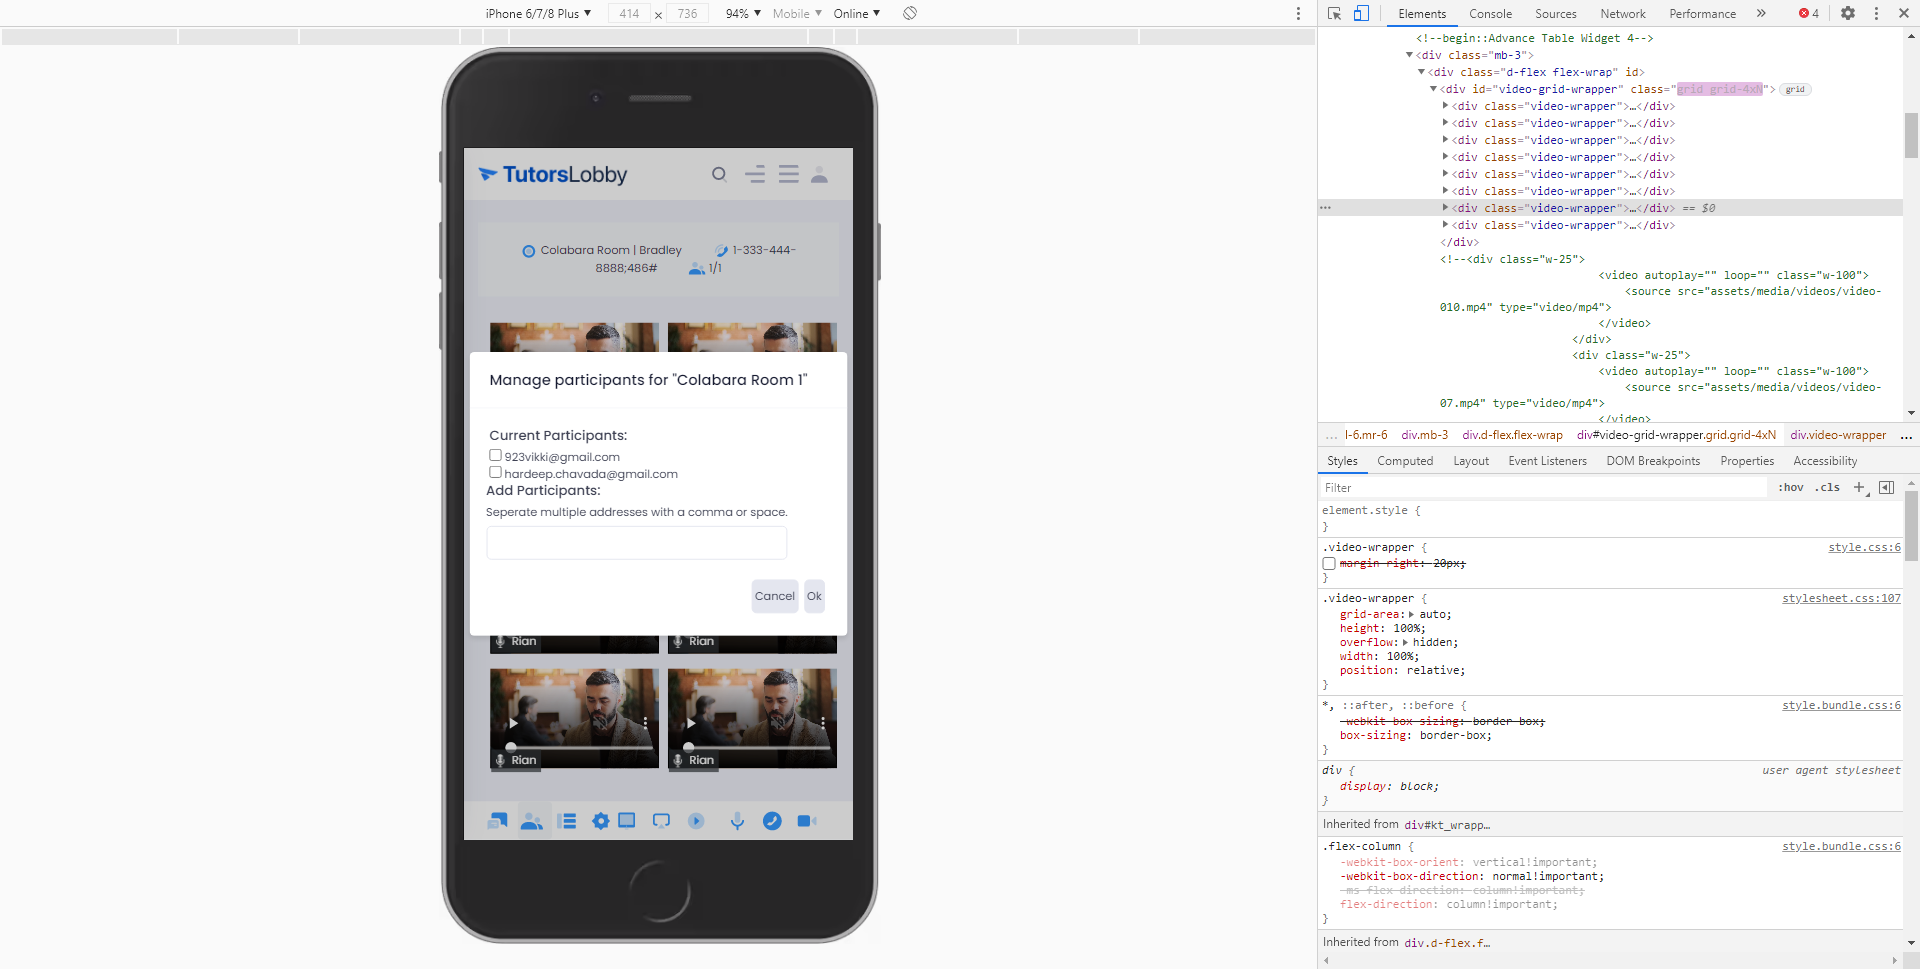 iPhone 6/7/8 Plus ▼ 414 x 736 94% ▼ Mobile ▼ Online ▼
TutorsLobby
Colabara Room | Bradley 1-333-444-
8888;486# 1/1
Manage participants for "Colabara Room 1"
Current Participants:
923vikki@gmail.com
hardeep.chavada@gmail.com
Add Participants:
Seperate multiple addresses with a comma or space.
Cancel Ok
Rian Rian
Rian Rian
Elements Console Sources Network Performance » 4
<!--begin::Advance Table Widget 4-->
▼<div class="mb-3">
▼<div class="d-flex flex-wrap" id>
▼<div id="video-grid-wrapper" class="grid grid-4xN"> grid
▶<div class="video-wrapper">…</div>
▶<div class="video-wrapper">…</div>
▶<div class="video-wrapper">…</div>
▶<div class="video-wrapper">…</div>
▶<div class="video-wrapper">…</div>
▶<div class="video-wrapper">…</div>
… ▶<div class="video-wrapper">…</div> == $0
▶<div class="video-wrapper">…</div>
</div>
<!--<div class="w-25">
<video autoplay="" loop="" class="w-100">
<source src="assets/media/videos/video-
010.mp4" type="video/mp4">
</video>
</div>
<div class="w-25">
<video autoplay="" loop="" class="w-100">
<source src="assets/media/videos/video-
07.mp4" type="video/mp4">
</video>
… l-6.mr-6 div.mb-3 div.d-flex.flex-wrap div#video-grid-wrapper.grid.grid-4xN div.video-wrapper …
Styles Computed Layout Event Listeners DOM Breakpoints Properties Accessibility
Filter :hov .cls +
element.style {
}
.video-wrapper { style.css:6
margin-right: 20px;
}
.video-wrapper { stylesheet.css:107
grid-area:▶ auto;
height: 100%;
overflow:▶ hidden;
width: 100%;
position: relative;
}
*, ::after, ::before { style.bundle.css:6
-webkit-box-sizing: border-box;
box-sizing: border-box;
}
div { user agent stylesheet
display: block;
}
Inherited from div#kt_wrapp…
.flex-column { style.bundle.css:6
-webkit-box-orient: vertical!important;
-webkit-box-direction: normal!important;
-ms-flex-direction: column!important;
flex-direction: column!important;
}
Inherited from div.d-flex.f…